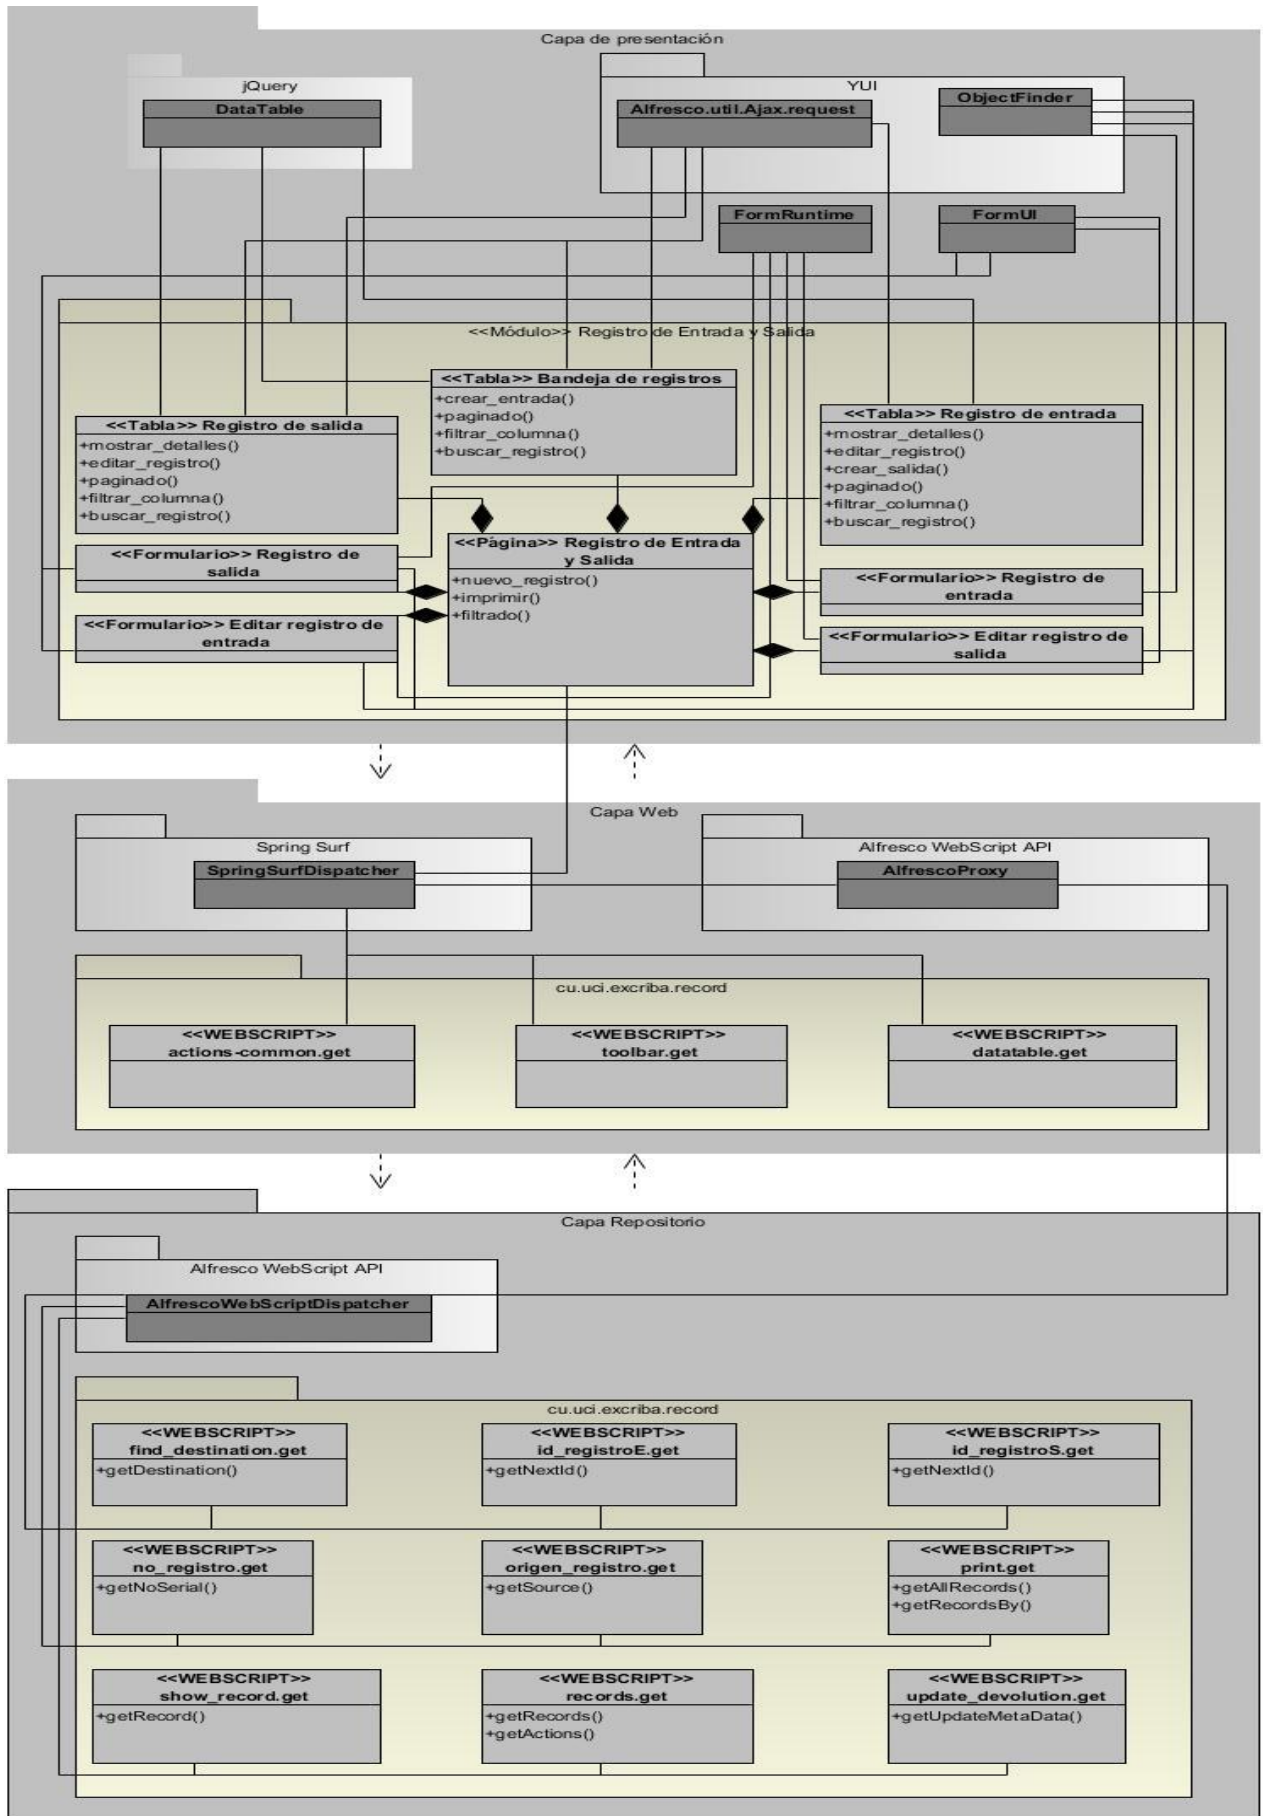 Capa de presentación
jQuery
YUI
DataTable
Alfresco.util.Ajax.request
ObjectFinder
FormRuntime
FormUI
<<Módulo>> Registro de Entrada y Salida
<<Tabla>> Bandeja de registros
+crear_entrada()
+paginado()
+filtrar_columna()
+buscar_registro()
<<Tabla>> Registro de salida
+mostrar_detalles()
+editar_registro()
+paginado()
+filtrar_columna()
+buscar_registro()
<<Tabla>> Registro de entrada
+mostrar_detalles()
+editar_registro()
+crear_salida()
+paginado()
+filtrar_columna()
+buscar_registro()
<<Página>> Registro de Entrada
y Salida
+nuevo_registro()
+imprimir()
+filtrado()
<<Formulario>> Registro de
salida
<<Formulario>> Editar registro de
entrada
<<Formulario>> Registro de
entrada
<<Formulario>> Editar registro de
salida
Capa Web
Spring Surf
SpringSurfDispatcher
Alfresco WebScript API
AlfrescoProxy
cu.uci.excriba.record
<<WEBSCRIPT>>
actions-common.get
<<WEBSCRIPT>>
toolbar.get
<<WEBSCRIPT>>
datatable.get
Capa Repositorio
Alfresco WebScript API
AlfrescoWebScriptDispatcher
cu.uci.excriba.record
<<WEBSCRIPT>>
find_destination.get
+getDestination()
<<WEBSCRIPT>>
id_registroE.get
+getNextId()
<<WEBSCRIPT>>
id_registroS.get
+getNextId()
<<WEBSCRIPT>>
no_registro.get
+getNoSerial()
<<WEBSCRIPT>>
origen_registro.get
+getSource()
<<WEBSCRIPT>>
print.get
+getAllRecords()
+getRecordsBy()
<<WEBSCRIPT>>
show_record.get
+getRecord()
<<WEBSCRIPT>>
records.get
+getRecords()
+getActions()
<<WEBSCRIPT>>
update_devolution.get
+getUpdateMetaData()